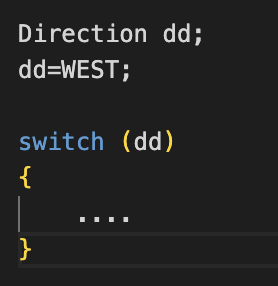 Direction dd;
dd=WEST;
switch (dd)
{
....
}